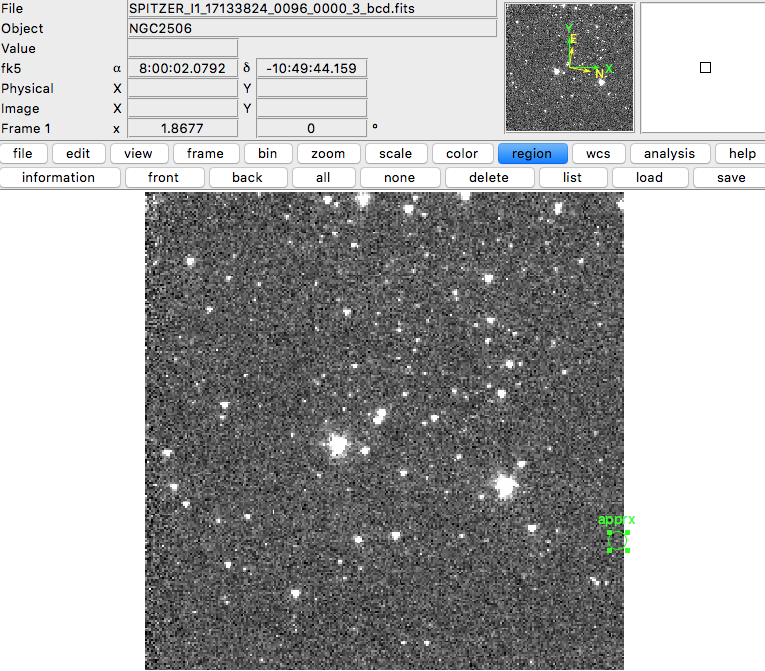 File SPITZER_I1_17133824_0096_0000_3_bcd.fits
Object NGC2506
Value
fk5 α 8:00:02.0792 δ -10:49:44.159
Physical X Y
Image X Y
Frame 1 x 1.8677 0 °
Y
E
X
N
file edit view frame bin zoom scale color region wcs analysis help
information front back all none delete list load save
apprx